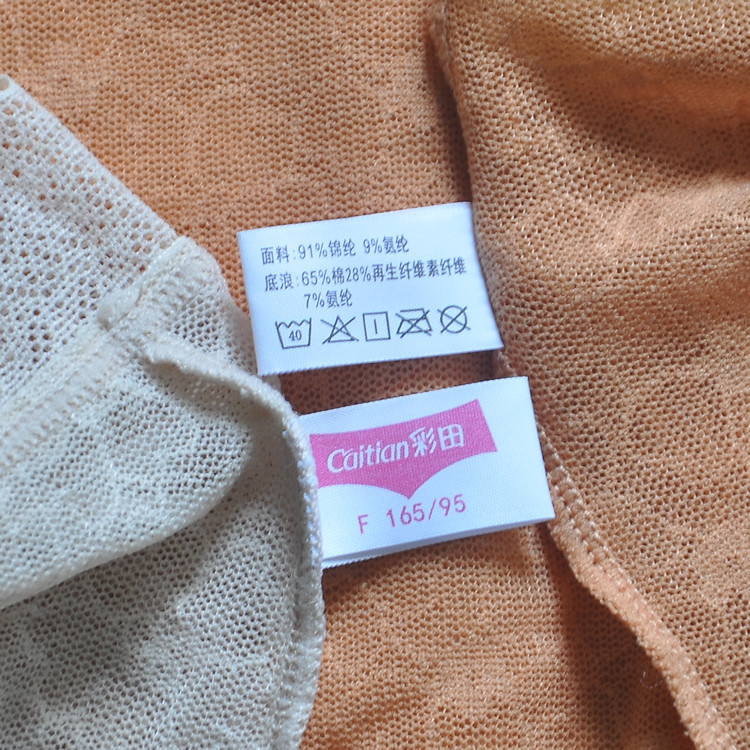 面料:91%锦纶 9%氨纶
底浪:65%棉28%再生纤维素纤维
7%氨纶
40
Caitian彩田
F 165/95